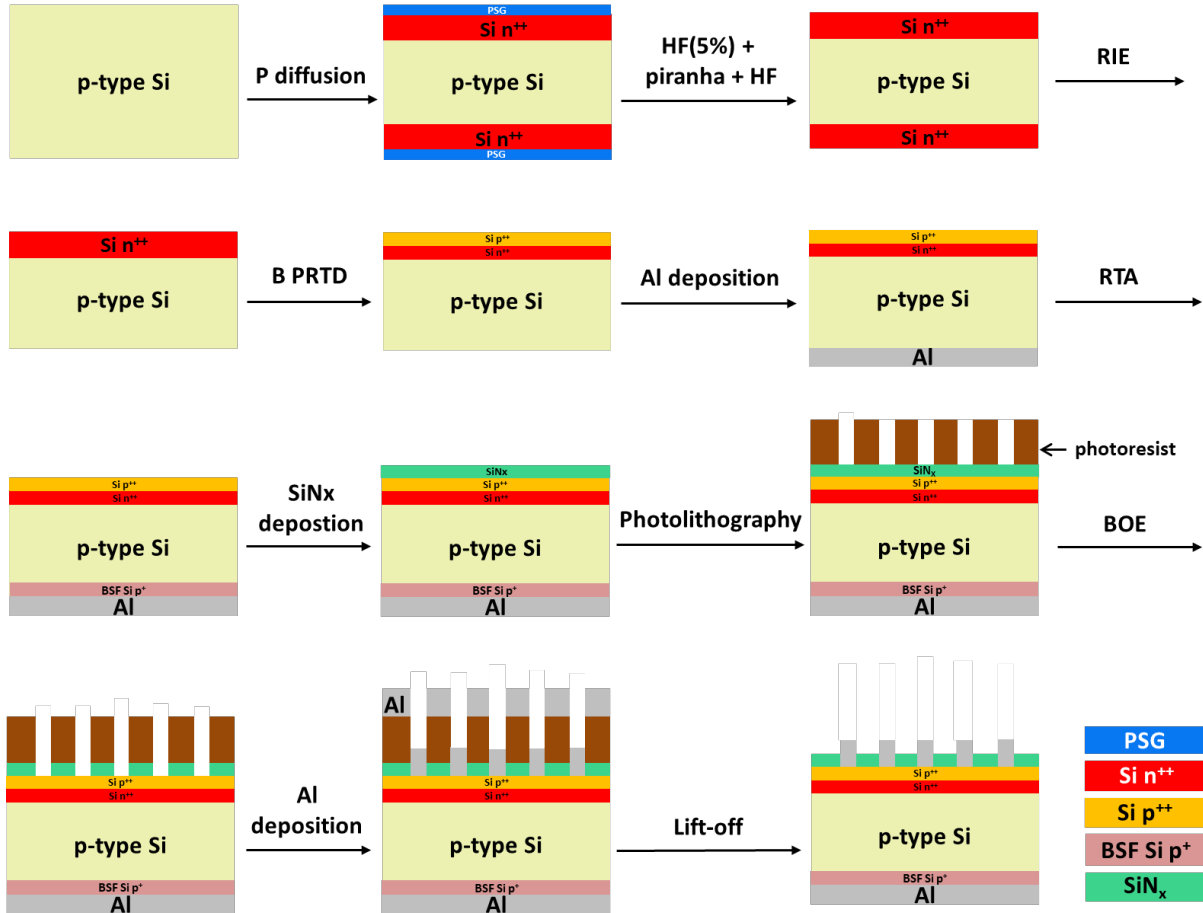 p-type Si
P diffusion
PSG
Si n++
p-type Si
Si n++
PSG
HF(5%) +
piranha + HF
Si n++
p-type Si
Si n++
RIE
Si n++
p-type Si
B PRTD
Si p++
Si n++
p-type Si
Al deposition
Si p++
Si n++
p-type Si
Al
RTA
Si p++
Si n++
p-type Si
BSF Si p+
Al
SiNx
depostion
SiNx
Si p++
Si n++
p-type Si
BSF Si p+
Al
Photolithography
photoresist
SiNx
Si p++
Si n++
p-type Si
BSF Si p+
Al
BOE
Si p++
Si n++
p-type Si
BSF Si p+
Al
Al
deposition
Al
Si p++
Si n++
p-type Si
BSF Si p+
Al
Lift-off
Si p++
Si n++
p-type Si
BSF Si p+
Al
PSG
Si n++
Si p++
BSF Si p+
SiNx